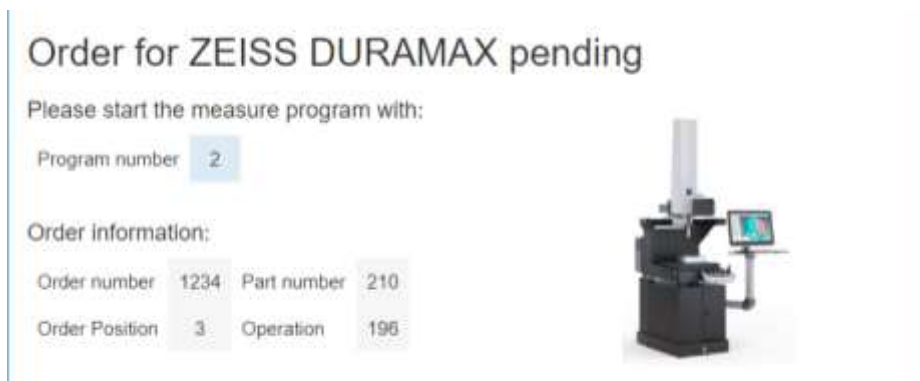 Order for ZEISS DURAMAX pending
Please start the measure program with:
Program number 2
Order information:
Order number 1234 Part number 210
Order Position 3 Operation 196